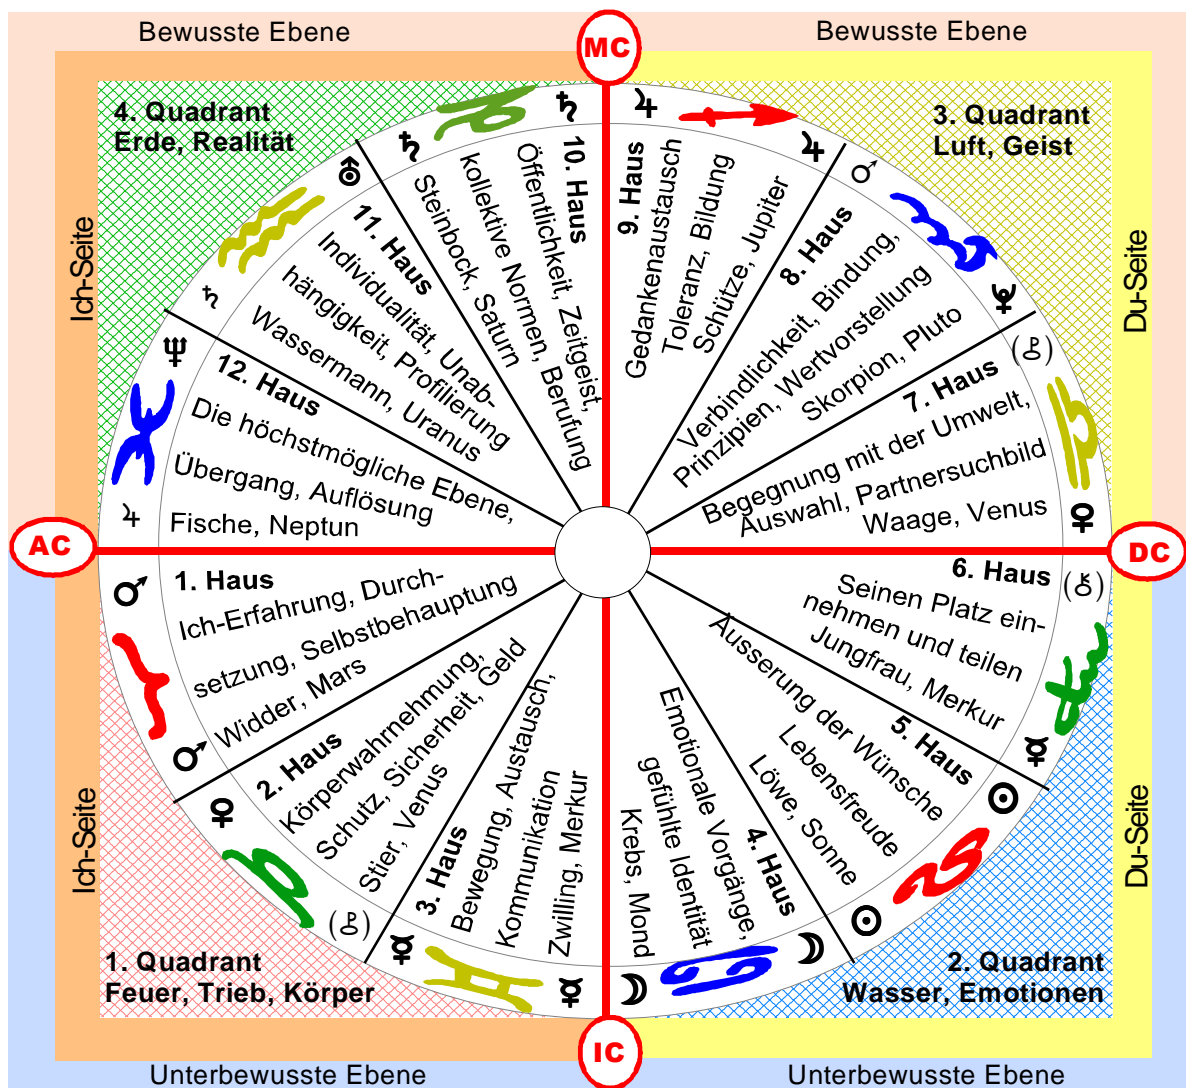 Bewusste Ebene
Bewusste Ebene
MC
4. Quadrant
Erde, Realität
3. Quadrant
Luft, Geist
Ich-Seite
Du-Seite
10. Haus
Öffentlichkeit, Zeitgeist,
kollektive Normen, Berufung
Steinbock, Saturn
9. Haus
Gedankenaustausch
Toleranz, Bildung
Schütze, Jupiter
11. Haus
Individualität, Unab-
hängigkeit, Profilierung
Wassermann, Uranus
8. Haus
Verbindlichkeit, Bindung,
Prinzipien, Wertvorstellung
Skorpion, Pluto
12. Haus
Die höchstmögliche Ebene,
Übergang, Auflösung
Fische, Neptun
7. Haus
Begegnung mit der Umwelt,
Auswahl, Partnersuchbild
Waage, Venus
AC
DC
1. Haus
Ich-Erfahrung, Durch-
setzung, Selbstbehauptung
Widder, Mars
6. Haus
Seinen Platz ein-
nehmen und teilen
Jungfrau, Merkur
2. Haus
Körperwahrnehmung,
Schutz, Sicherheit, Geld
Stier, Venus
5. Haus
Äusserung der Wünsche
Lebensfreude
Löwe, Sonne
3. Haus
Bewegung, Austausch,
Kommunikation
Zwilling, Merkur
4. Haus
Emotionale Vorgänge,
gefühlte Identität
Krebs, Mond
Ich-Seite
Du-Seite
1. Quadrant
Feuer, Trieb, Körper
2. Quadrant
Wasser, Emotionen
IC
Unterbewusste Ebene
Unterbewusste Ebene